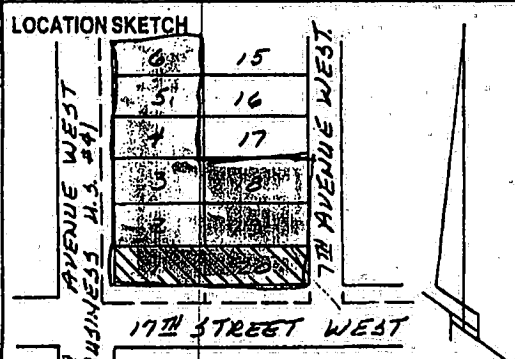 LOCATION SKETCH
6 15
5 16
4 17
3
AVENUE WEST
BUSINESS U.S. #41
7TH AVENUE WEST
17TH STREET WEST